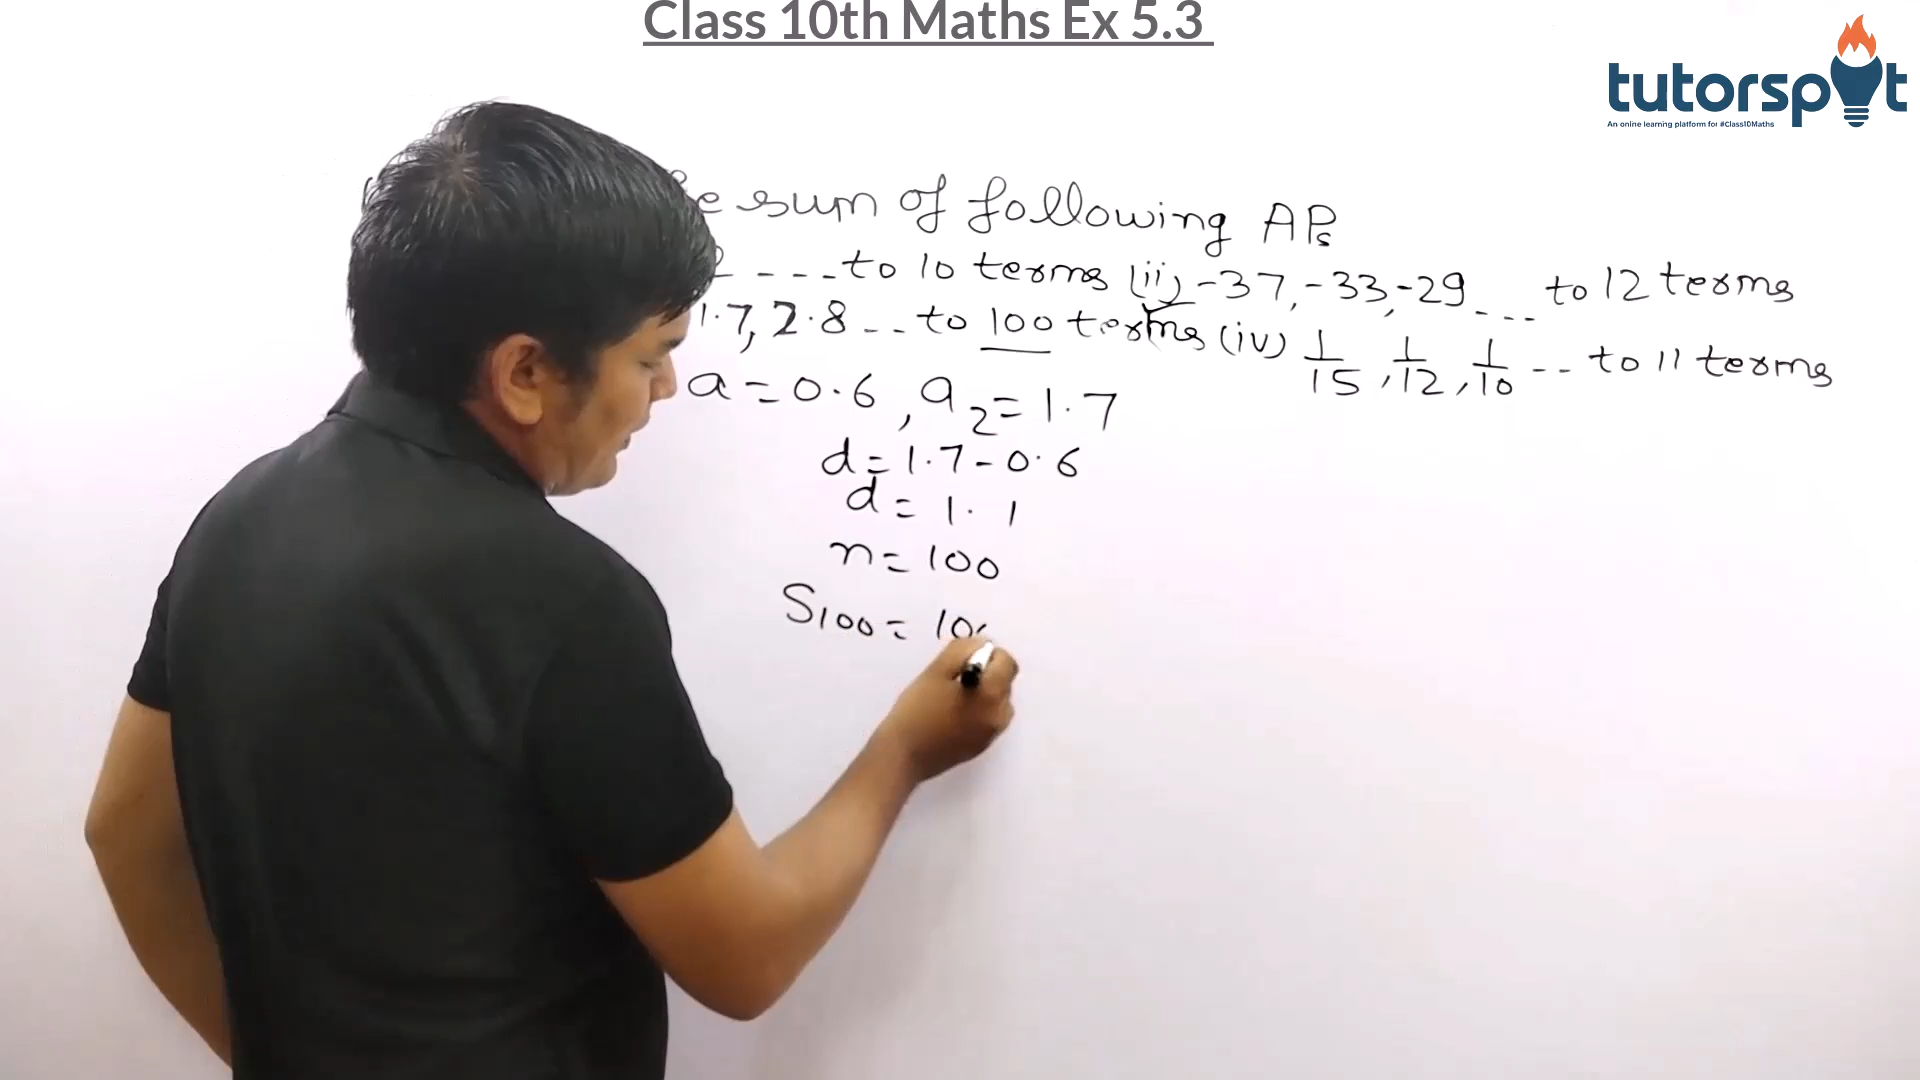 Class 10th Maths Ex 5.3
tutorspot
An online learning platform for #Class10Maths
sum of following APs
--- to 10 terms (ii) -37, -33, -29 ... to 12 terms
1.7, 2.8 -- to 100 terms (iv) 1/15, 1/12, 1/10 -- to 11 terms
a = 0.6, a2 = 1.7
d = 1.7 - 0.6
d = 1.1
n = 100
S100 = 10